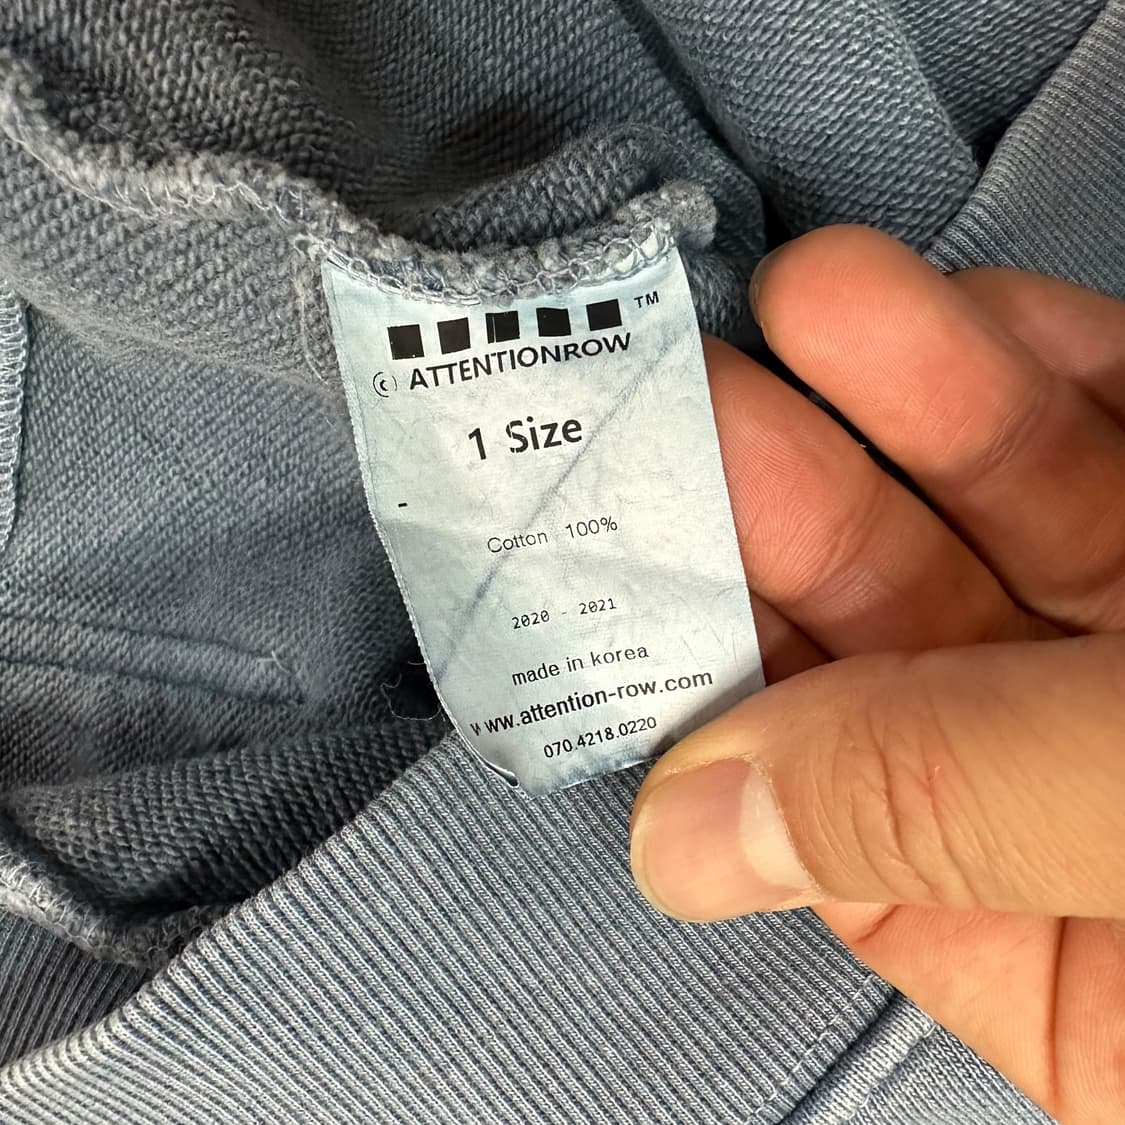 TM
© ATTENTIONROW
1 Size
-
Cotton 100%
2020 - 2021
made in korea
www.attention-row.com
070.4218.0220